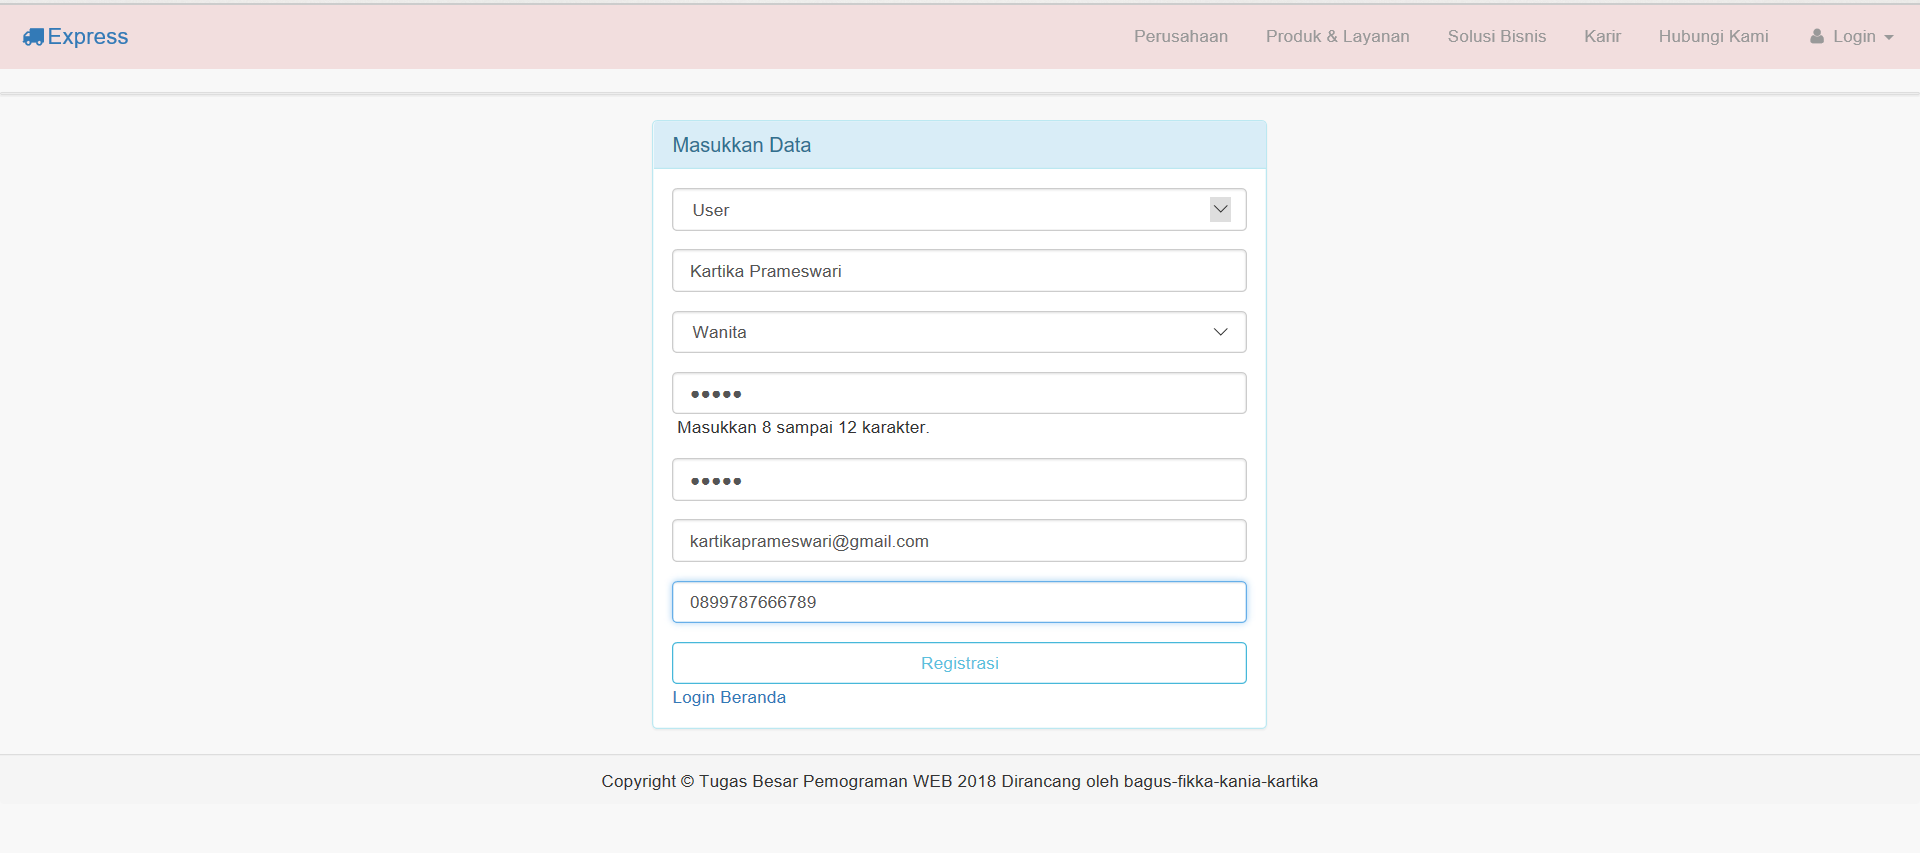 Express
Perusahaan Produk & Layanan Solusi Bisnis Karir Hubungi Kami Login
Masukkan Data
User
Kartika Prameswari
Wanita
●●●●●
Masukkan 8 sampai 12 karakter.
●●●●●
kartikaprameswari@gmail.com
0899787666789
Registrasi
Login Beranda
Copyright © Tugas Besar Pemograman WEB 2018 Dirancang oleh bagus-fikka-kania-kartika